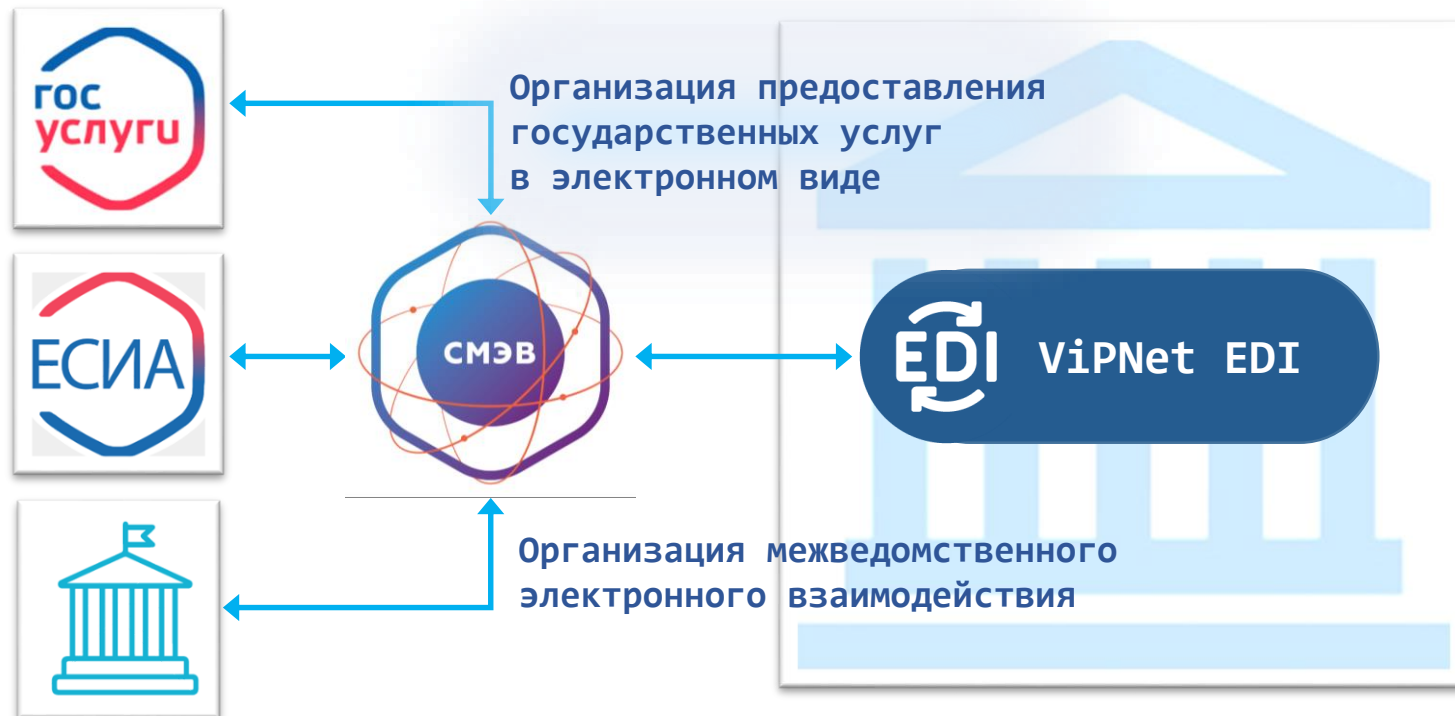 гос
услуги
Организация предоставления
государственных услуг
в электронном виде
ЕСИА
СМЭВ
EDI ViPNet EDI
Организация межведомственного
электронного взаимодействия